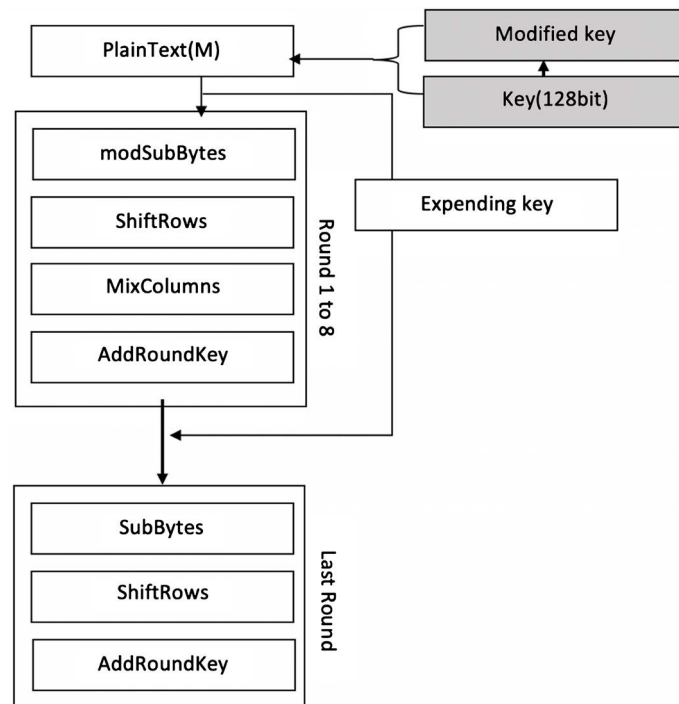 PlainText(M)
Modified key
Key(128bit)
modSubBytes
ShiftRows
MixColumns
AddRoundKey
Round 1 to 8
Expending key
SubBytes
ShiftRows
AddRoundKey
Last Round